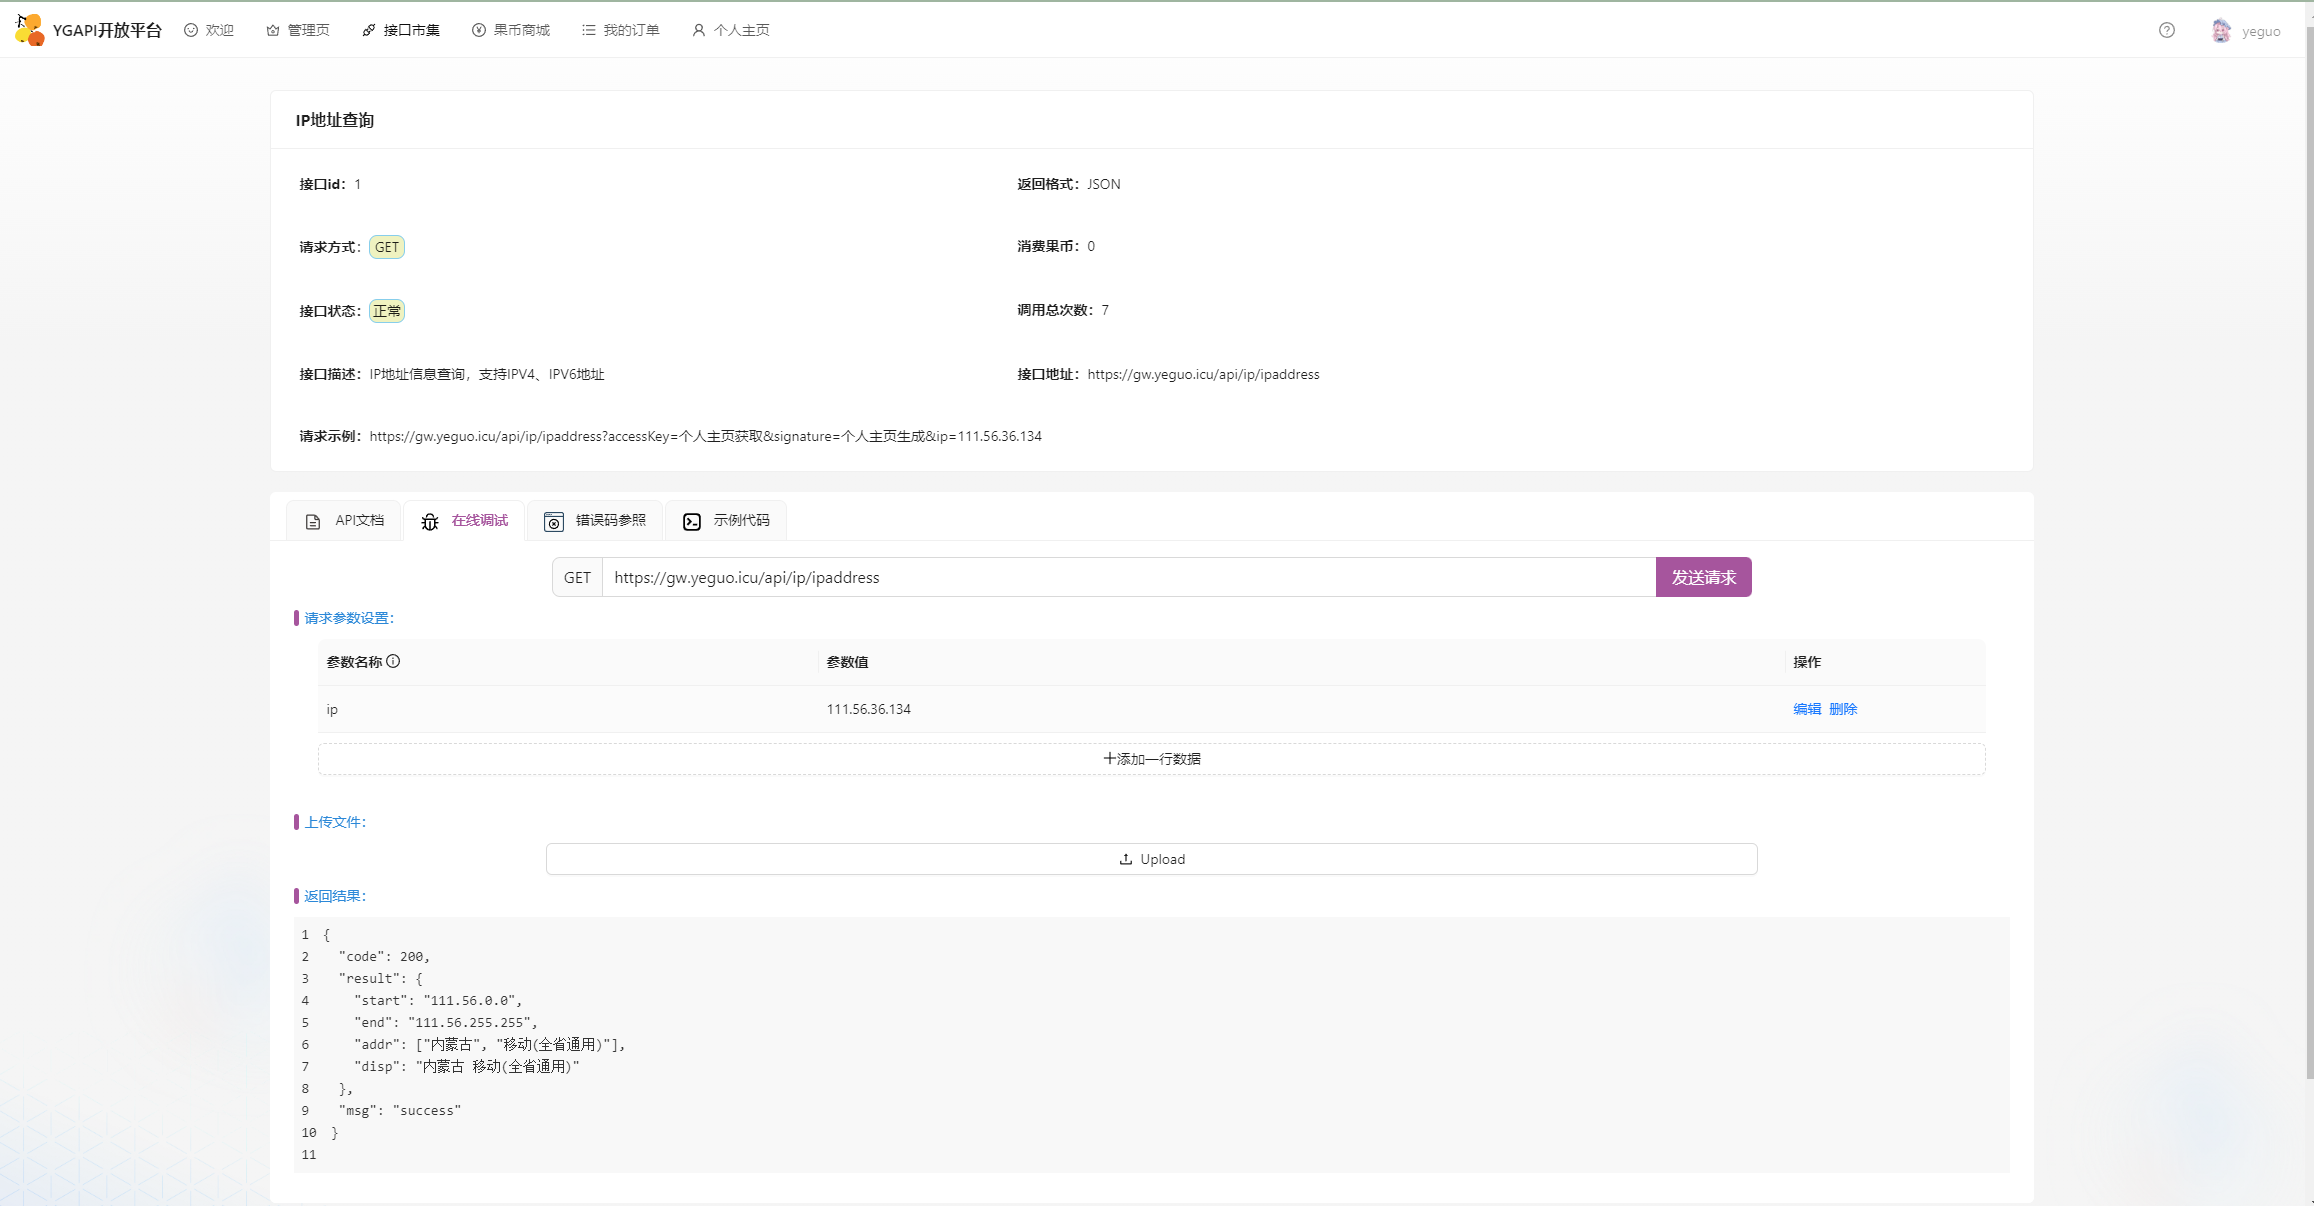 YGAPI开放平台 欢迎 管理页 接口市集 果币商城 我的订单 个人主页 yeguo
IP地址查询
接口id：1 返回格式：JSON
请求方式：GET 消费果币：0
接口状态：正常 调用总次数：7
接口描述：IP地址信息查询，支持IPV4、IPV6地址 接口地址：https://gw.yeguo.icu/api/ip/ipaddress
请求示例：https://gw.yeguo.icu/api/ip/ipaddress?accessKey=个人主页获取&signature=个人主页生成&ip=111.56.36.134
API文档 在线调试 错误码参照 示例代码
GET https://gw.yeguo.icu/api/ip/ipaddress 发送请求
请求参数设置：
参数名称 参数值 操作
ip 111.56.36.134 编辑 删除
+添加一行数据
上传文件：
Upload
返回结果：
1 {
2 "code": 200,
3 "result": {
4 "start": "111.56.0.0",
5 "end": "111.56.255.255",
6 "addr": ["内蒙古", "移动(全省通用)"],
7 "disp": "内蒙古 移动(全省通用)"
8 },
9 "msg": "success"
10 }
11